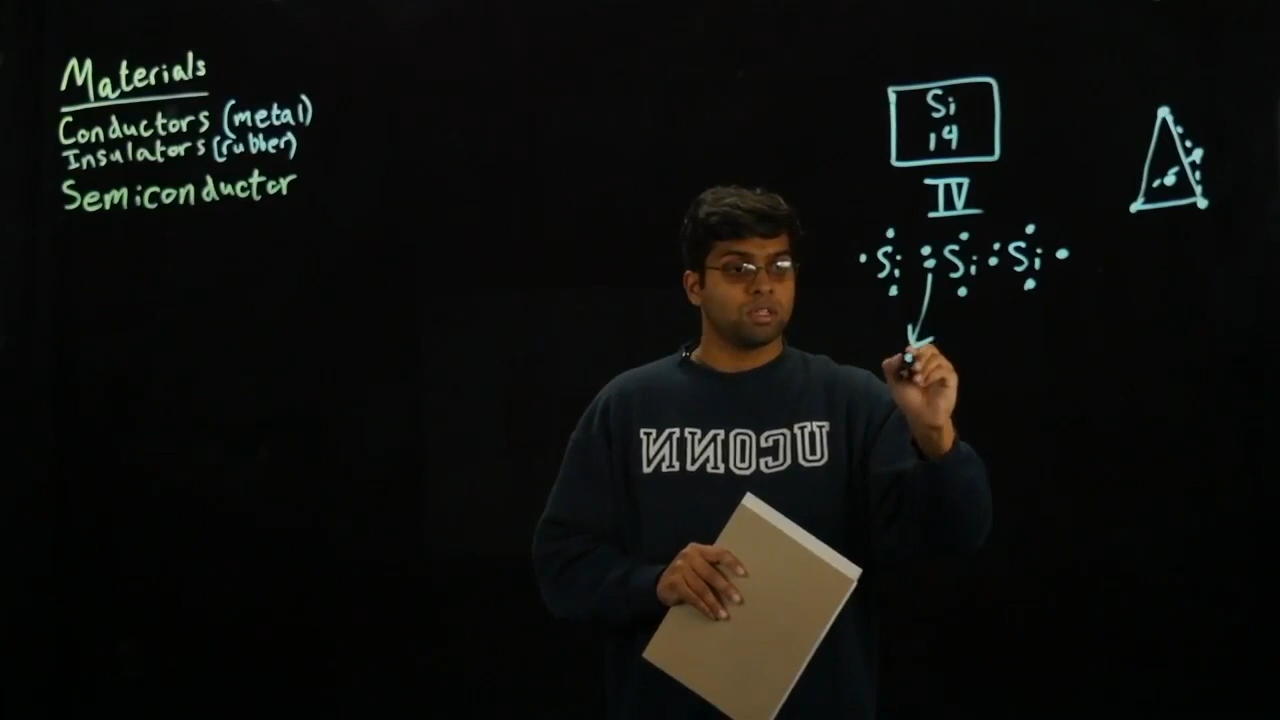 Materials
Conductors (metal)
Insulators (rubber)
Semiconductor
Si
14
IV
Si : Si : Si
UCONN